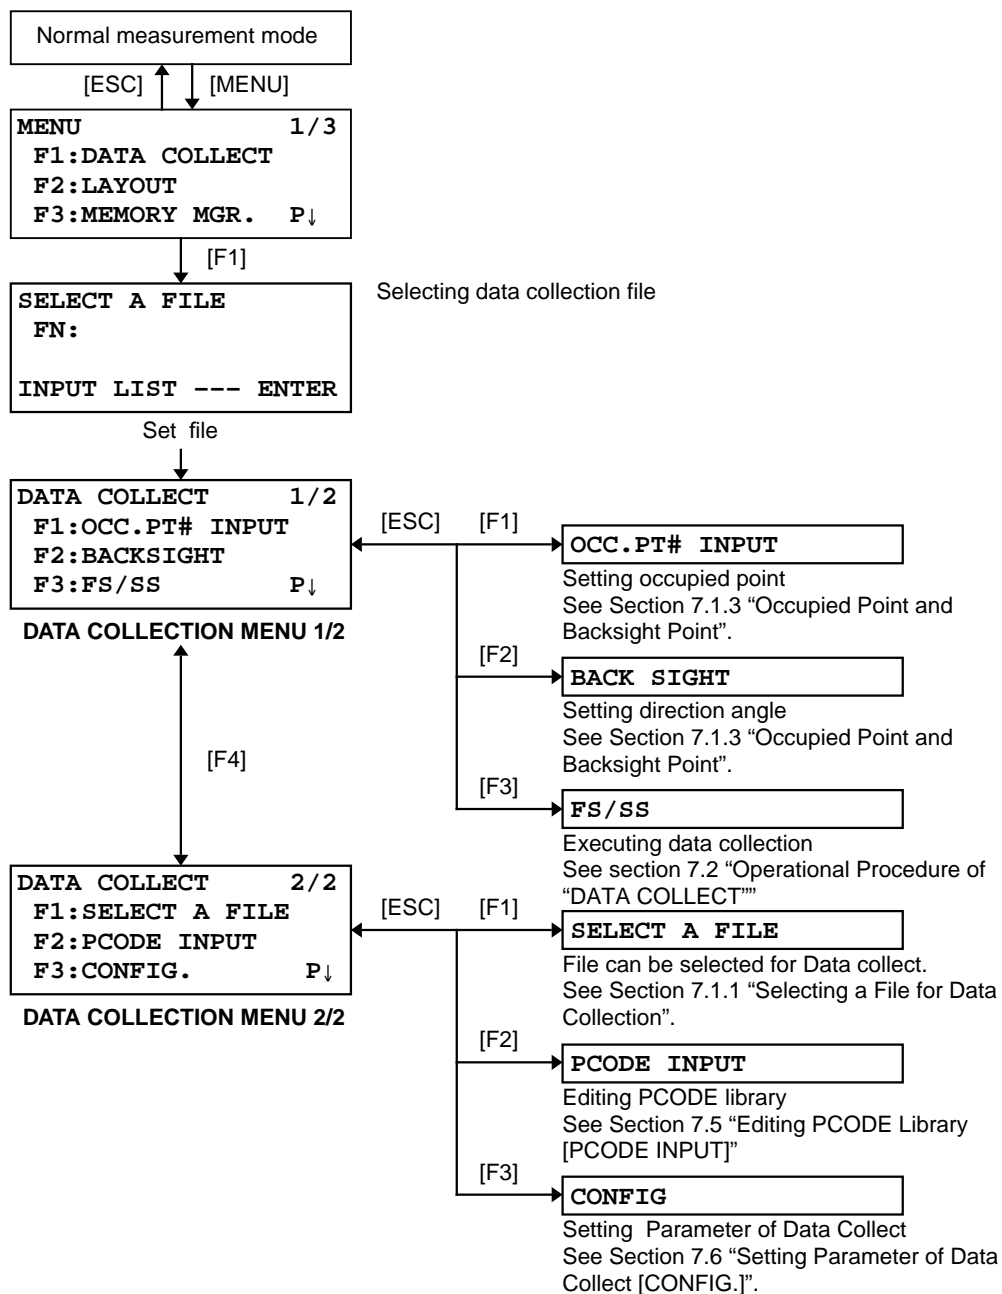 Normal measurement mode
[ESC] [MENU]
MENU 1/3
F1:DATA COLLECT
F2:LAYOUT
F3:MEMORY MGR. P↓
[F1]
SELECT A FILE
FN:
INPUT LIST --- ENTER
Selecting data collection file
Set file
DATA COLLECT 1/2
F1:OCC.PT# INPUT
F2:BACKSIGHT
F3:FS/SS P↓
DATA COLLECTION MENU 1/2
[ESC] [F1]
OCC.PT# INPUT
Setting occupied point
See Section 7.1.3 “Occupied Point and
Backsight Point”.
[F2]
BACK SIGHT
Setting direction angle
See Section 7.1.3 “Occupied Point and
Backsight Point”.
[F3]
FS/SS
Executing data collection
See section 7.2 “Operational Procedure of
“DATA COLLECT””
[F4]
DATA COLLECT 2/2
F1:SELECT A FILE
F2:PCODE INPUT
F3:CONFIG. P↓
DATA COLLECTION MENU 2/2
[ESC] [F1]
SELECT A FILE
File can be selected for Data collect.
See Section 7.1.1 “Selecting a File for Data
Collection”.
[F2]
PCODE INPUT
Editing PCODE library
See Section 7.5 “Editing PCODE Library
[PCODE INPUT]”
[F3]
CONFIG
Setting Parameter of Data Collect
See Section 7.6 “Setting Parameter of Data
Collect [CONFIG.]”.